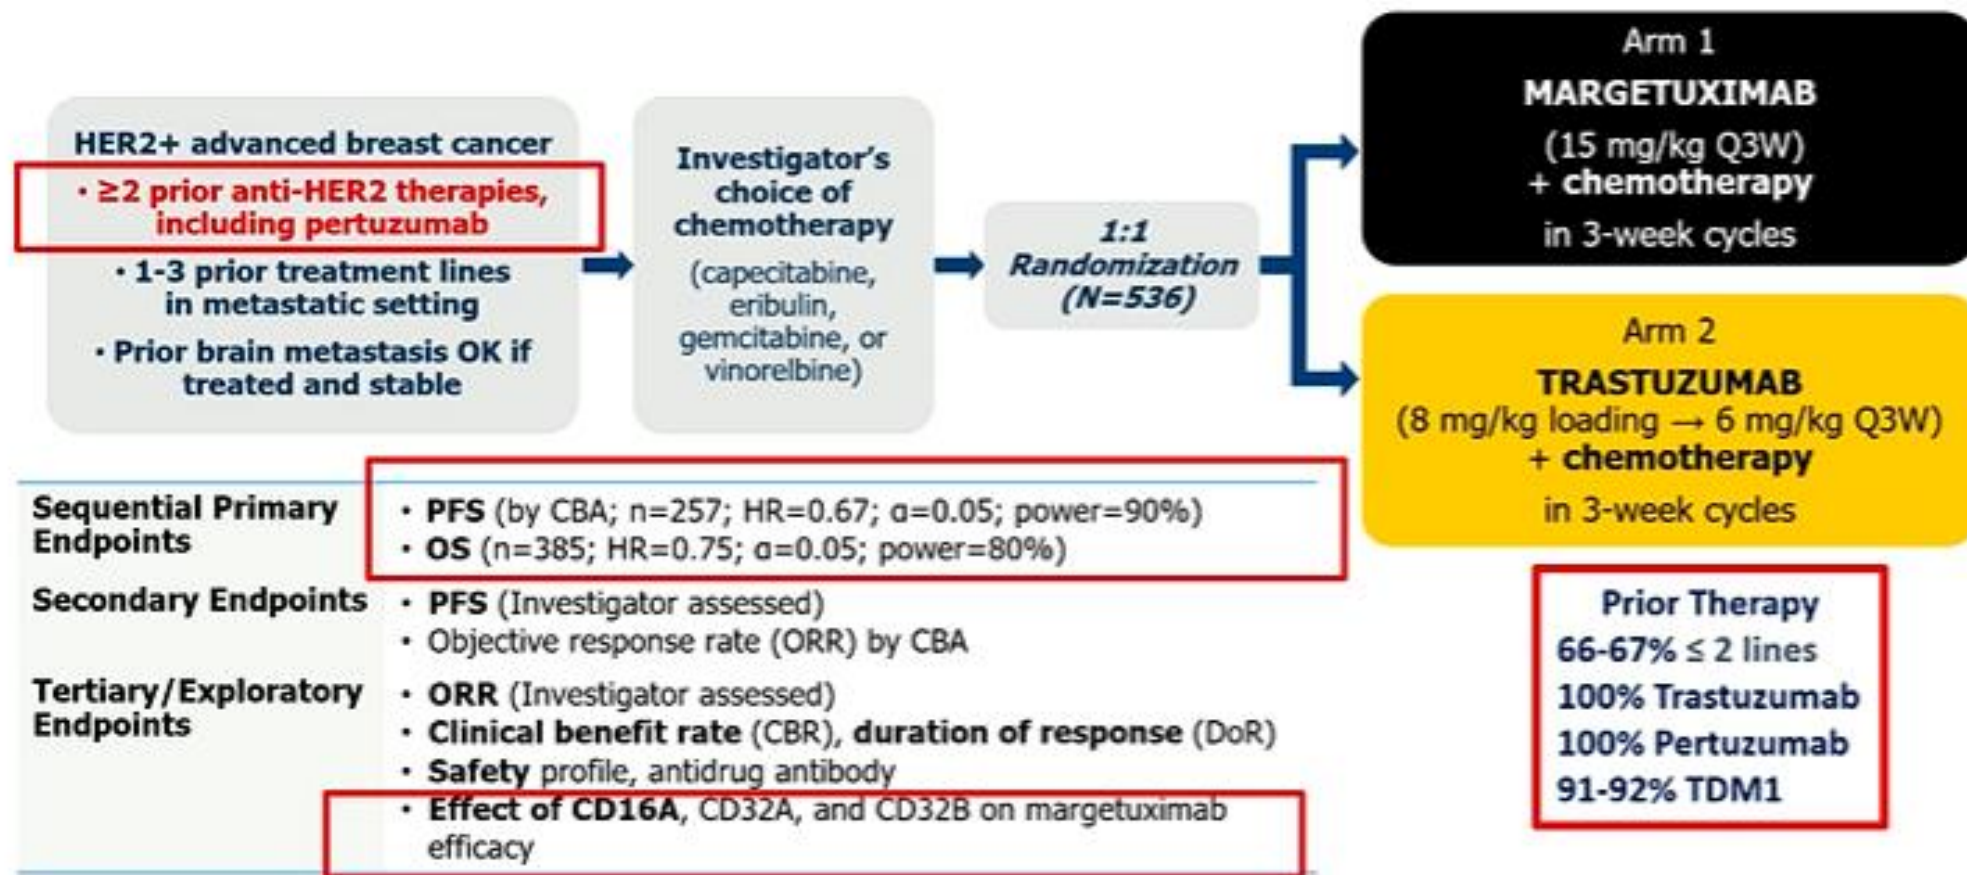 HER2+ advanced breast cancer
• ≥2 prior anti-HER2 therapies,
including pertuzumab
• 1-3 prior treatment lines
in metastatic setting
• Prior brain metastasis OK if
treated and stable
Investigator's
choice of
chemotherapy
(capecitabine,
eribulin,
gemcitabine, or
vinorelbine)
1:1
Randomization
(N=536)
Arm 1
MARGETUXIMAB
(15 mg/kg Q3W)
+ chemotherapy
in 3-week cycles
Arm 2
TRASTUZUMAB
(8 mg/kg loading → 6 mg/kg Q3W)
+ chemotherapy
in 3-week cycles
Sequential Primary
Endpoints
• PFS (by CBA; n=257; HR=0.67; α=0.05; power=90%)
• OS (n=385; HR=0.75; α=0.05; power=80%)
Secondary Endpoints
• PFS (Investigator assessed)
• Objective response rate (ORR) by CBA
Tertiary/Exploratory
Endpoints
• ORR (Investigator assessed)
• Clinical benefit rate (CBR), duration of response (DoR)
• Safety profile, antidrug antibody
• Effect of CD16A, CD32A, and CD32B on margetuximab
efficacy
Prior Therapy
66-67% ≤ 2 lines
100% Trastuzumab
100% Pertuzumab
91-92% TDM1